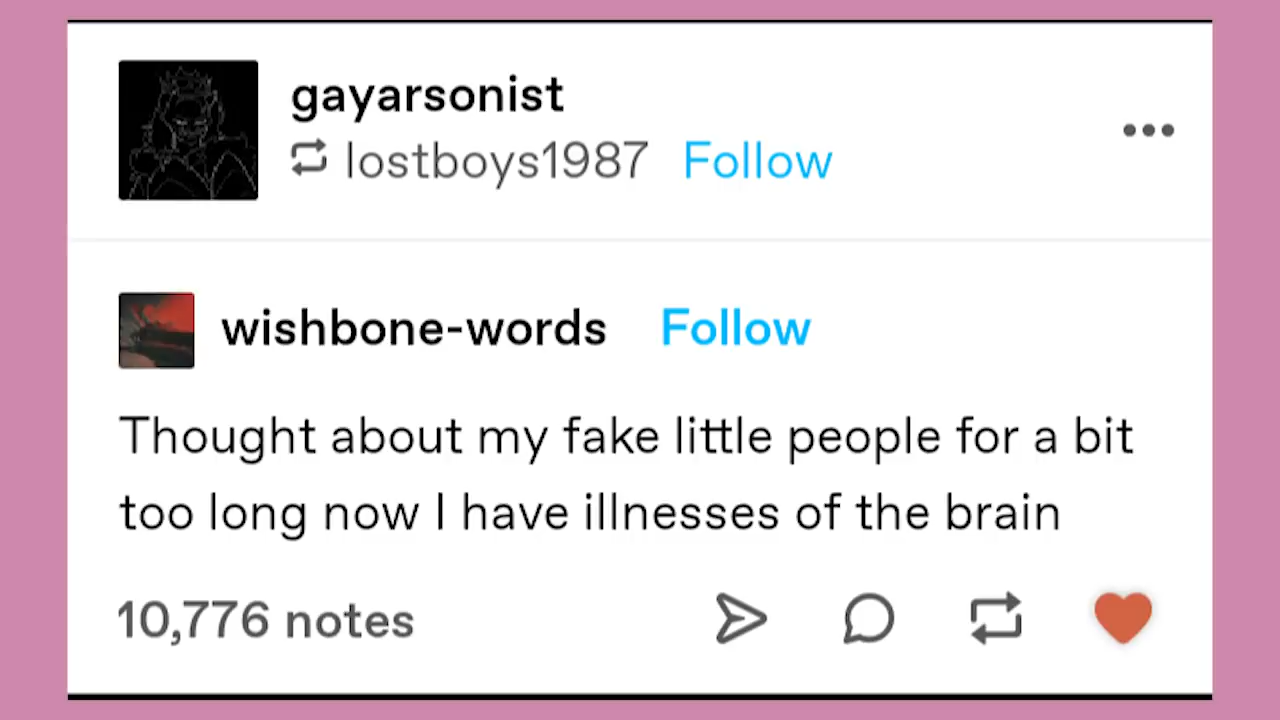 gayarsonist
lostboys1987 Follow
wishbone-words Follow
Thought about my fake little people for a bit
too long now I have illnesses of the brain
10,776 notes